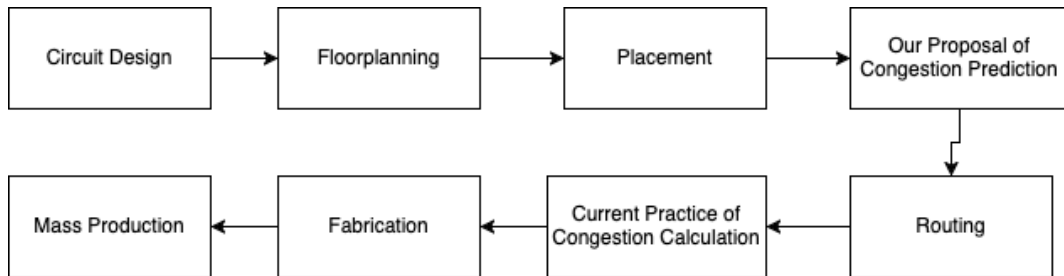 Circuit Design
Floorplanning
Placement
Our Proposal of
Congestion Prediction
Mass Production
Fabrication
Current Practice of
Congestion Calculation
Routing